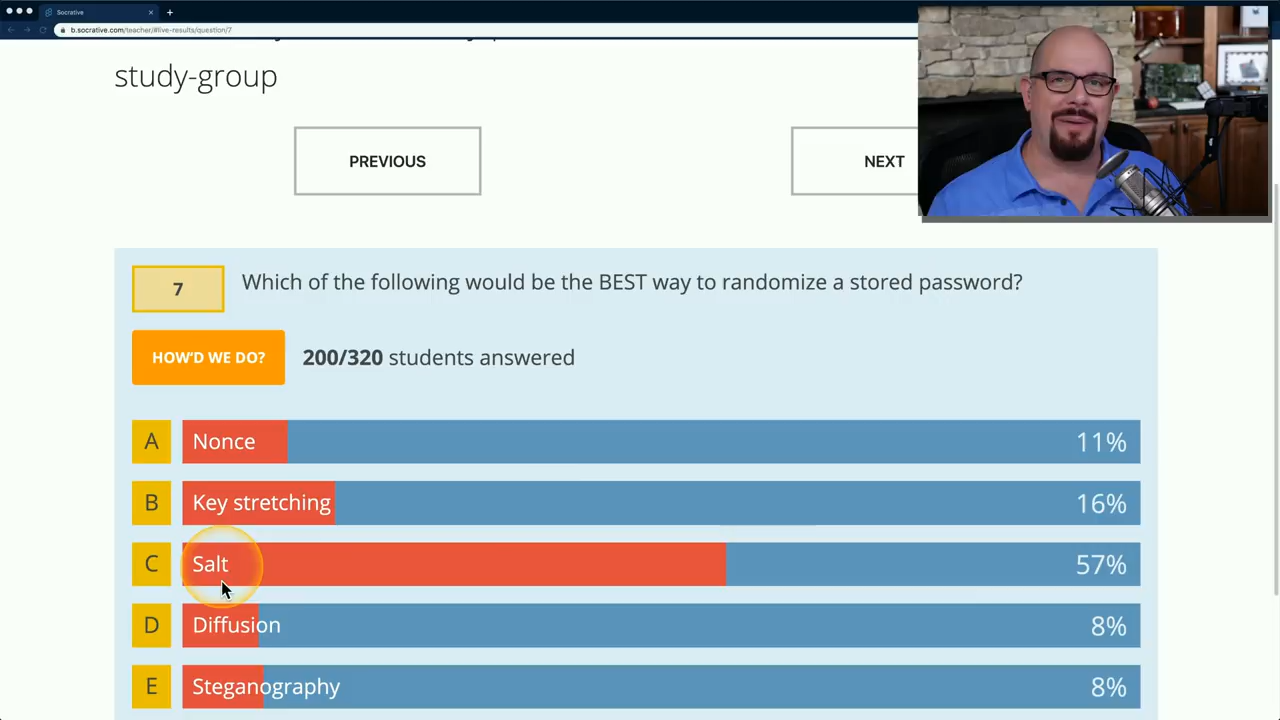 Socrative
b.socrative.com/teacher/#live-results/question/7
study-group
PREVIOUS
NEXT
7
Which of the following would be the BEST way to randomize a stored password?
HOW'D WE DO?
200/320 students answered
A
Nonce
11%
B
Key stretching
16%
C
Salt
57%
D
Diffusion
8%
E
Steganography
8%